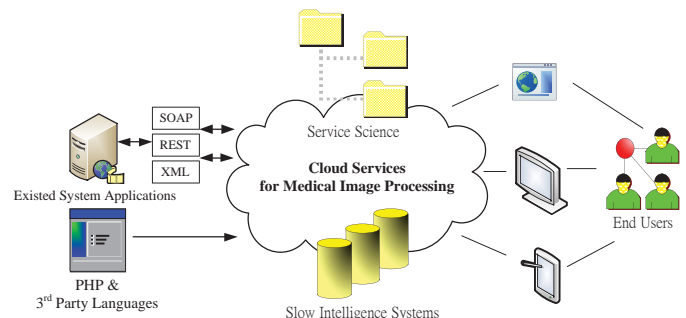 SOAP
REST
XML
Existed System Applications
PHP &
3rd Party Languages
Service Science
Cloud Services
for Medical Image Processing
Slow Intelligence Systems
End Users